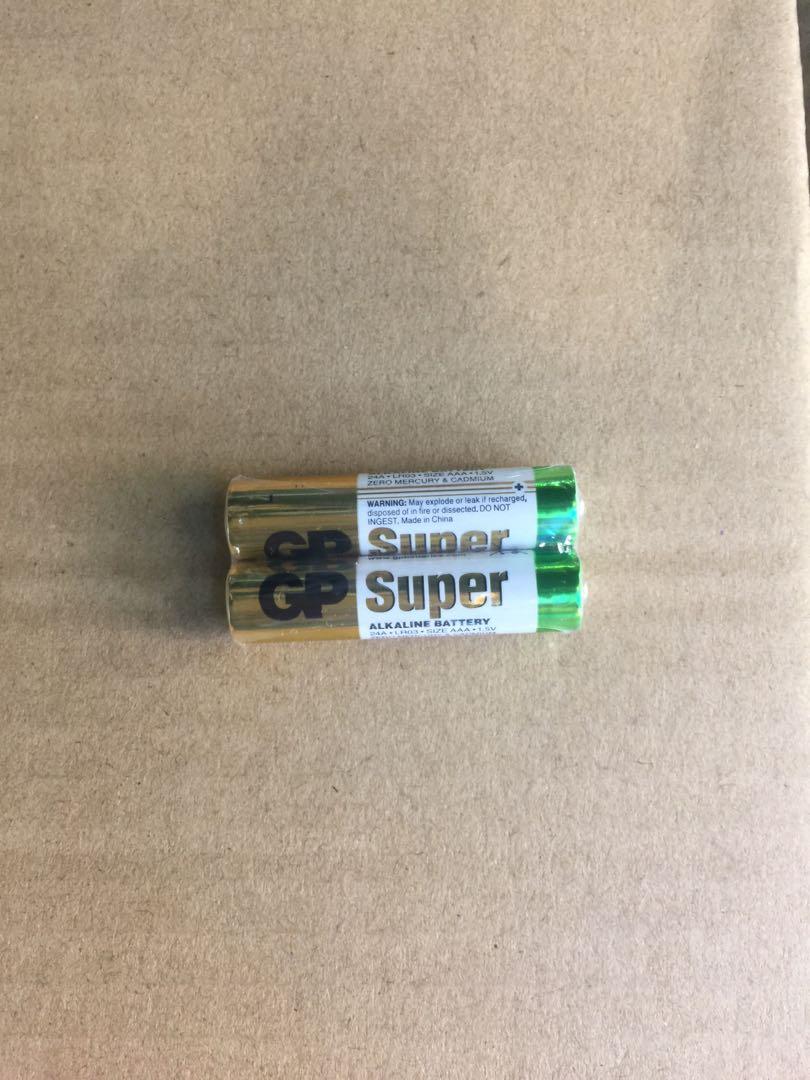 24A • LR03 • SIZE AAA • 1.5V
ZERO MERCURY & CADMIUM
+
WARNING: May explode or leak if recharged,
disposed of in fire or dissected. DO NOT
INGEST. Made in China
GP Super
GP Super
ALKALINE BATTERY
24A • LR03 • SIZE AAA • 1.5V